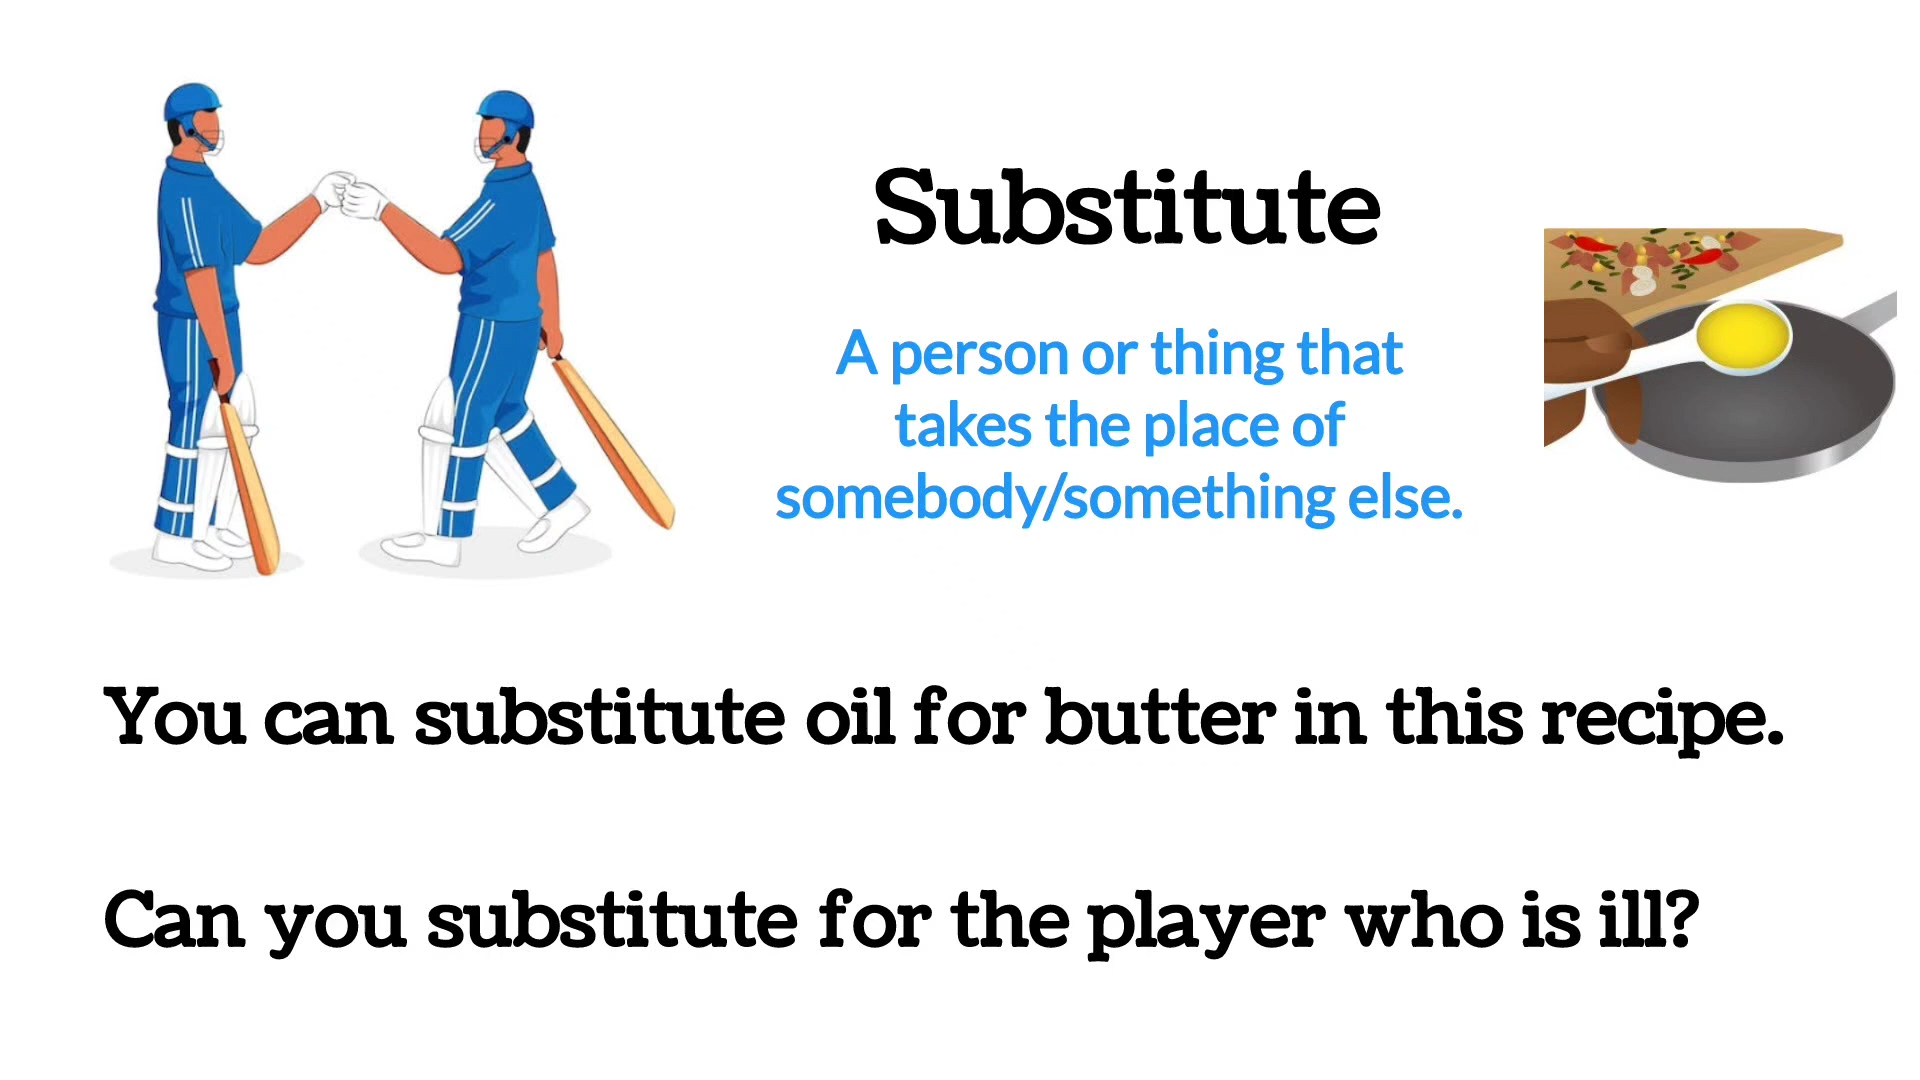 Substitute
A person or thing that
takes the place of
somebody/something else.
You can substitute oil for butter in this recipe.
Can you substitute for the player who is ill?